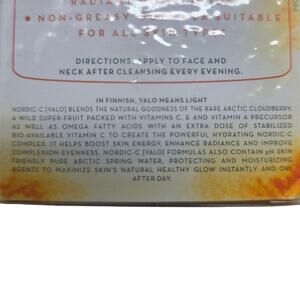 RADIA
• NON-GREASY SUITABLE
FOR ALL SKIN TYPES
DIRECTIONS: APPLY TO FACE AND
NECK AFTER CLEANSING EVERY EVENING.
IN FINNISH, VALO MEANS LIGHT
NORDIC-C [VALO] BLENDS THE NATURAL GOODNESS OF THE RARE ARCTIC CLOUDBERRY,
A WILD SUPER-FRUIT PACKED WITH VITAMINS C, E AND VITAMIN A PRECURSOR
AS WELL AS OMEGA FATTY ACIDS WITH AN EXTRA DOSE OF STABILIZED
BIO-AVAILABLE VITAMIN C TO CREATE THE POWERFUL HYDRATING NORDIC-C
COMPLEX. IT HELPS BOOST SKIN ENERGY, ENHANCE RADIANCE AND IMPROVE
COMPLEXION EVENNESS. NORDIC-C [VALO] FORMULAS ALSO CONTAIN pH SKIN
FRIENDLY PURE ARCTIC SPRING WATER, PROTECTING AND MOISTURIZING
AGENTS TO MAXIMIZE SKIN'S NATURAL HEALTHY GLOW INSTANTLY AND DAY
AFTER DAY.